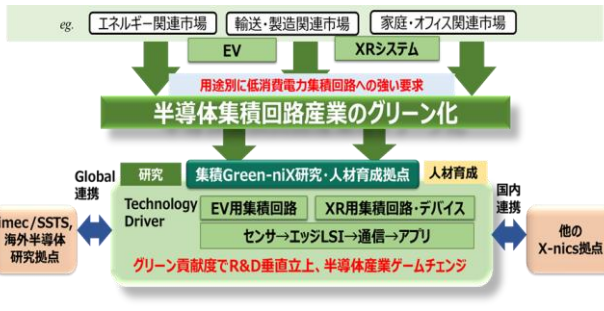 eg. エネルギー関連市場 輸送・製造関連市場 家庭・オフィス関連市場
EV XRシステム
用途別に低消費電力集積回路への強い要求
半導体集積回路産業のグリーン化
Global
連携
研究 集積Green-niX研究・人材育成拠点 人材育成
国内
連携
imec/SSTS,
海外半導体
研究拠点
Technology
Driver
EV用集積回路 XR用集積回路・デバイス
センサ→エッジLSI→通信→アプリ
グリーン貢献度でR&D垂直立上、半導体産業ゲームチェンジ
他の
X-nics拠点